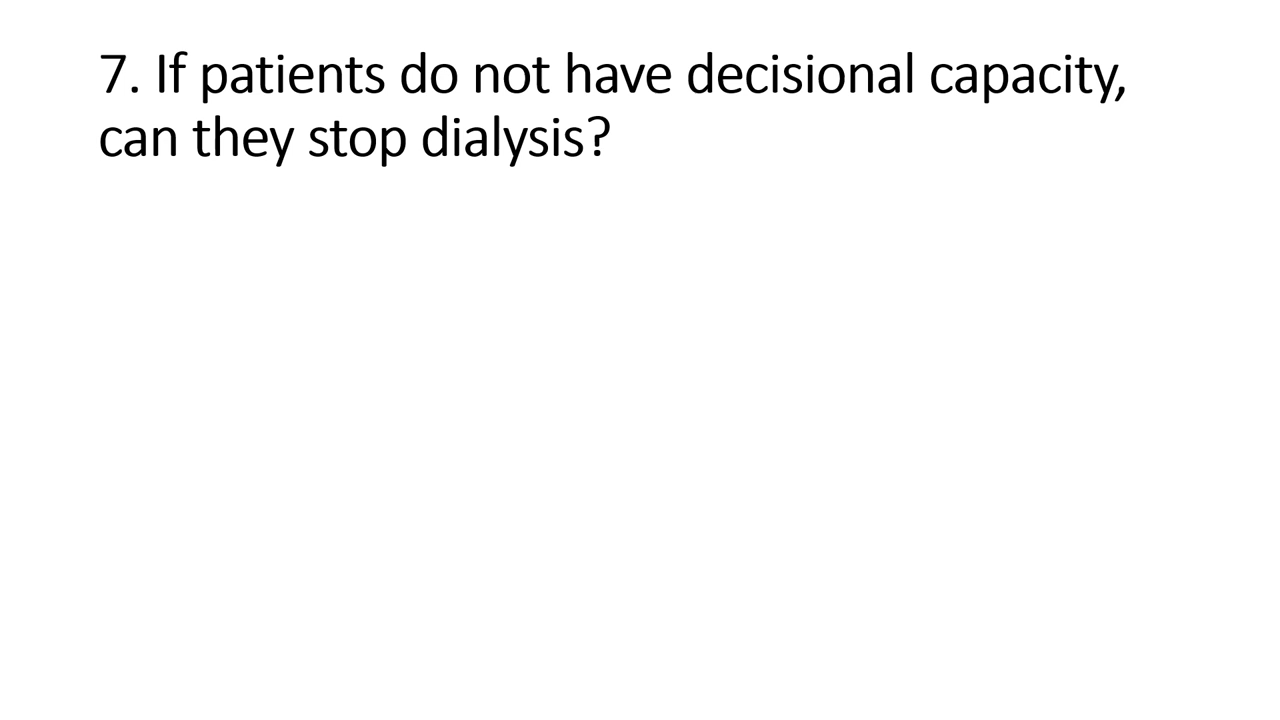 7. If patients do not have decisional capacity,
can they stop dialysis?